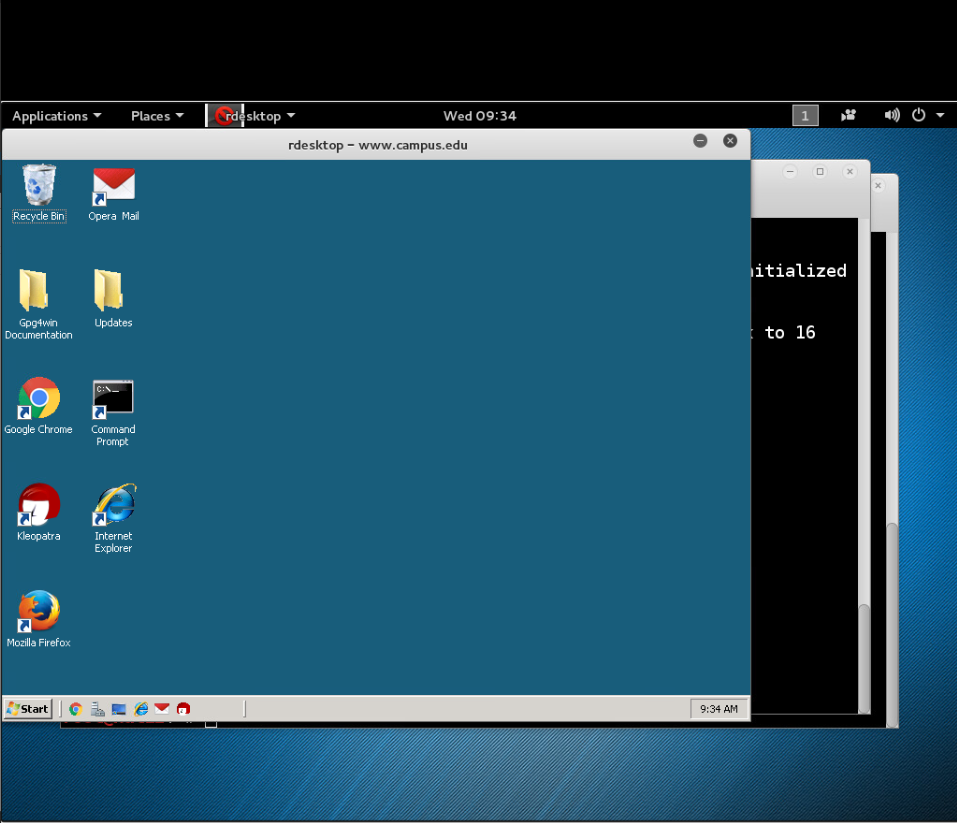 Applications
Places
rdesktop
Wed 09:34
1
rdesktop – www.campus.edu
Recycle Bin
Opera Mail
Gpg4win
Documentation
Updates
Google Chrome
C:\_
Command
Prompt
Kleopatra
Internet
Explorer
Mozilla Firefox
nitialized
to 16
Start
9:34 AM